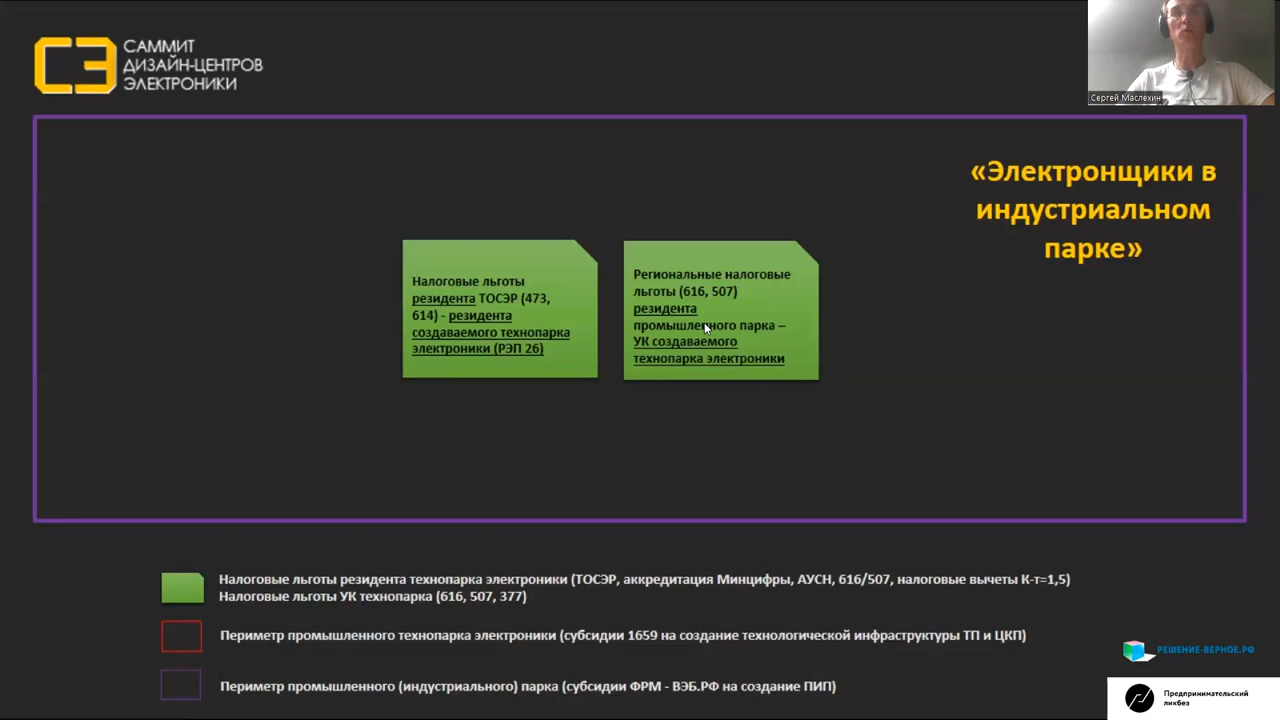 САММИТ
ДИЗАЙН-ЦЕНТРОВ
ЭЛЕКТРОНИКИ
Сергей Маслехин
«Электронщики в
индустриальном
парке»
Налоговые льготы
резидента ТОСЭР (473,
614) - резидента
создаваемого технопарка
электроники (РЭП 26)
Региональные налоговые
льготы (616, 507)
резидента
промышленного парка –
УК создаваемого
технопарка электроники
Налоговые льготы резидента технопарка электроники (ТОСЭР, аккредитация Минцифры, АУСН, 616/507, налоговые вычеты К-т=1,5)
Налоговые льготы УК технопарка (616, 507, 377)
Периметр промышленного технопарка электроники (субсидии 1659 на создание технологической инфраструктуры ТП и ЦКП)
Периметр промышленного (индустриального) парка (субсидии ФРМ - ВЭБ.РФ на создание ПИП)
РЕШЕНИЕ-ВЕРНОЕ.РФ
Предпринимательский
ликбез